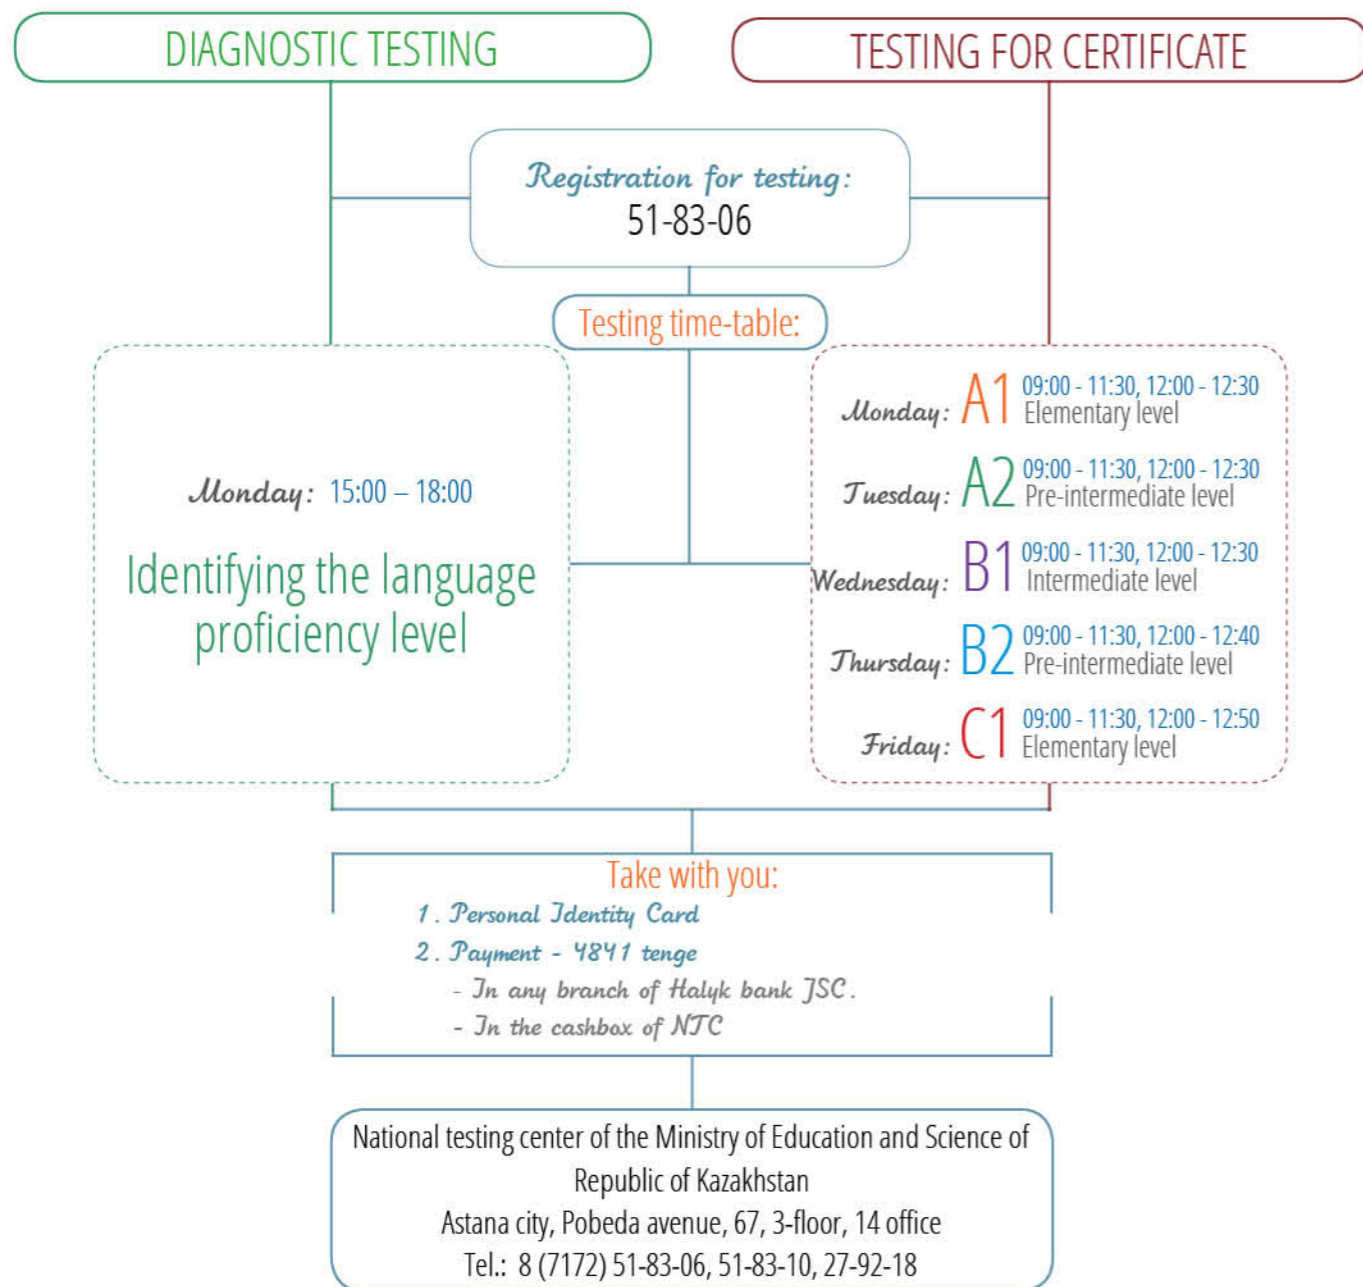 DIAGNOSTIC TESTING
TESTING FOR CERTIFICATE
Registration for testing:
51-83-06
Testing time-table:
Monday: 15:00 – 18:00
Identifying the language
proficiency level
Monday: A1 09:00 - 11:30, 12:00 - 12:30
Elementary level
Tuesday: A2 09:00 - 11:30, 12:00 - 12:30
Pre-intermediate level
Wednesday: B1 09:00 - 11:30, 12:00 - 12:30
Intermediate level
Thursday: B2 09:00 - 11:30, 12:00 - 12:40
Pre-intermediate level
Friday: C1 09:00 - 11:30, 12:00 - 12:50
Elementary level
Take with you:
1. Personal Identity Card
2. Payment - 4841 tenge
- In any branch of Halyk bank JSC.
- In the cashbox of NTC
National testing center of the Ministry of Education and Science of
Republic of Kazakhstan
Astana city, Pobeda avenue, 67, 3-floor, 14 office
Tel.: 8 (7172) 51-83-06, 51-83-10, 27-92-18